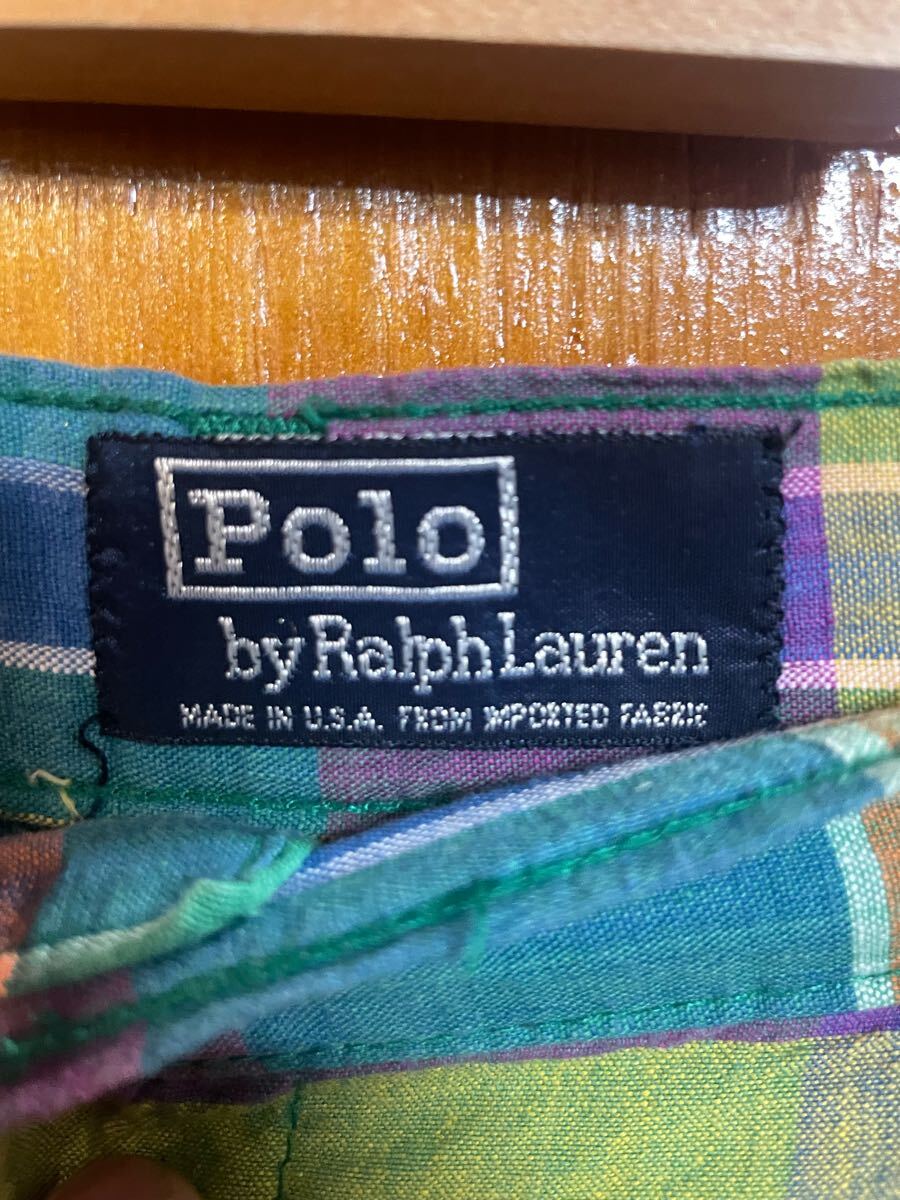 Polo
by Ralph Lauren
MADE IN U.S.A. FROM IMPORTED FABRIC